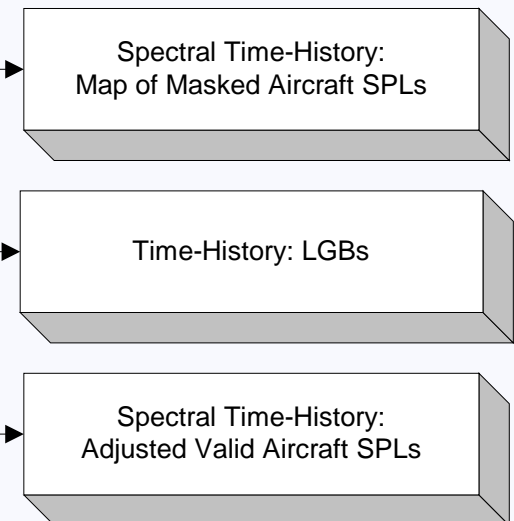 Spectral Time-History:
Map of Masked Aircraft SPLs
Time-History: LGBs
Spectral Time-History:
Adjusted Valid Aircraft SPLs